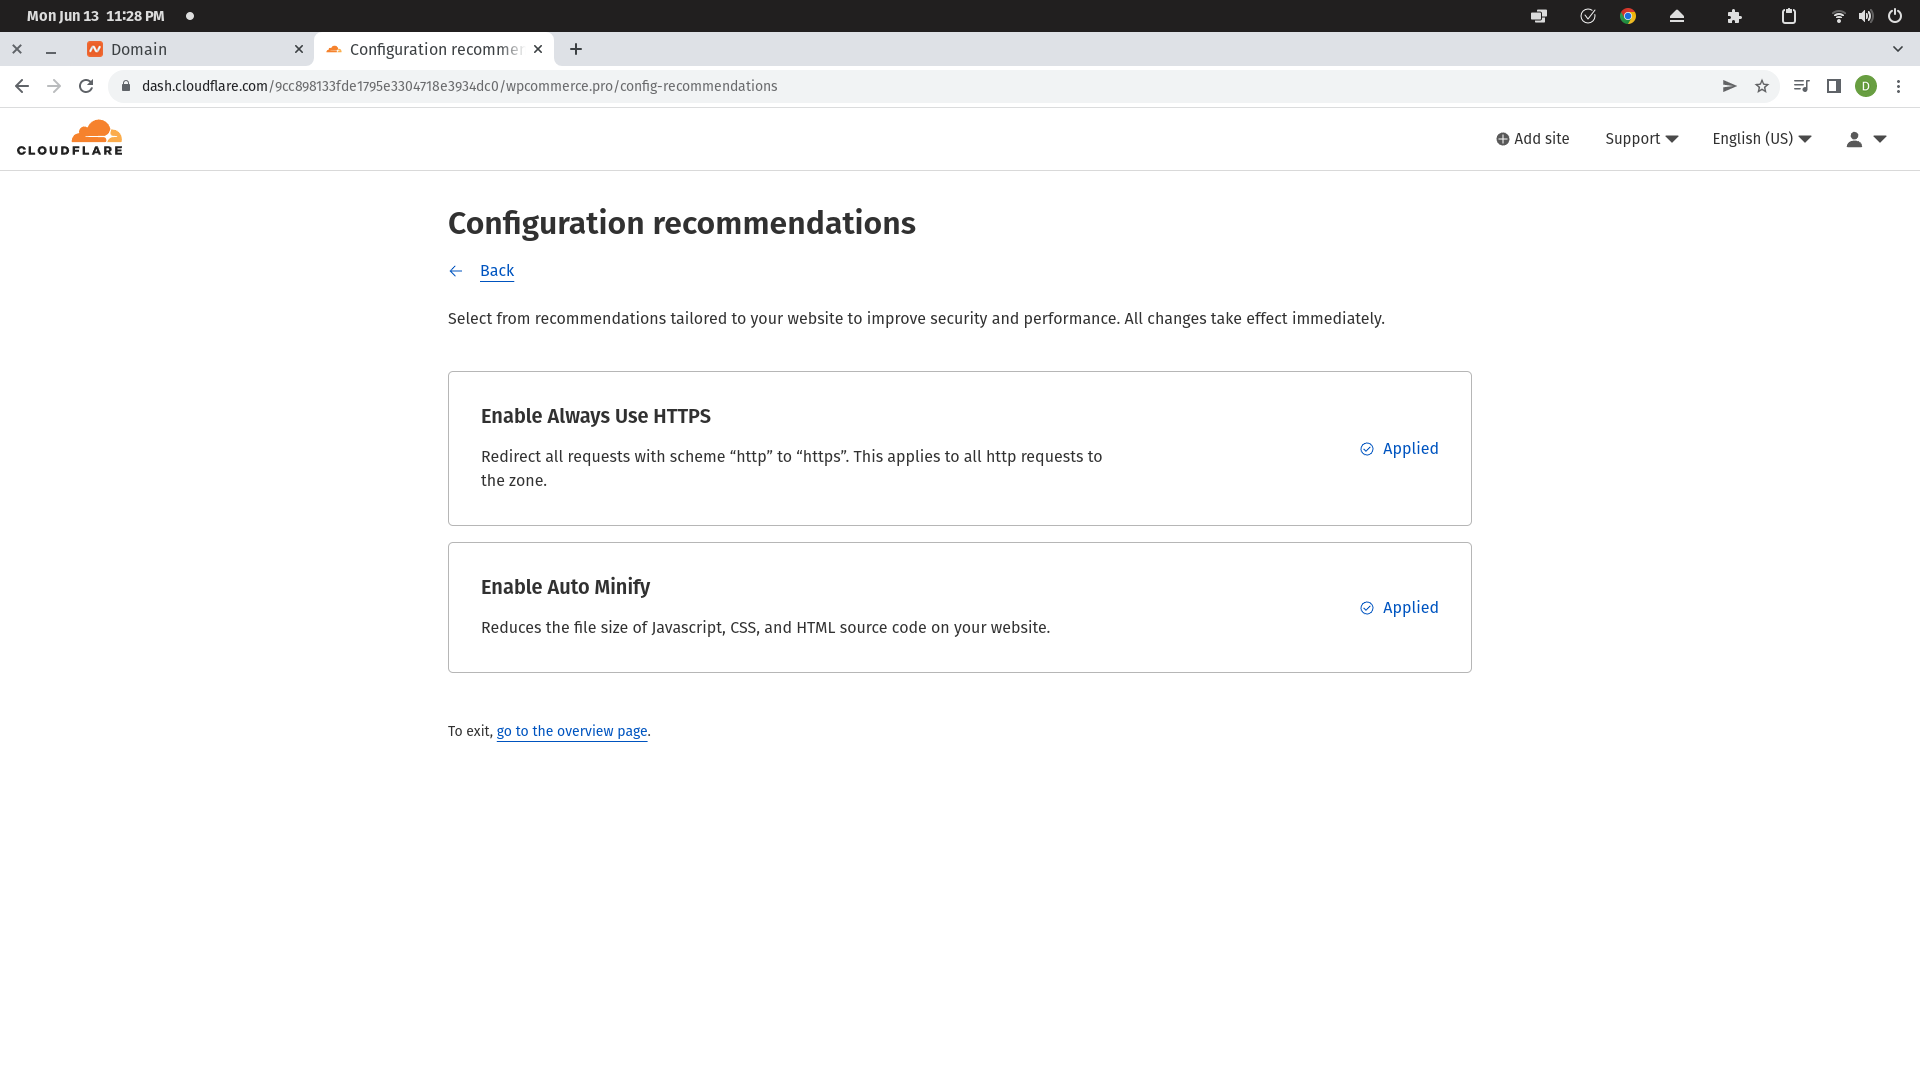 Mon Jun 13 11:28 PM
Domain
Configuration recommen
dash.cloudflare.com/9cc898133fde1795e3304718e3934dc0/wpcommerce.pro/config-recommendations
D
CLOUDFLARE
Add site
Support
English (US)
Configuration recommendations
Back
Select from recommendations tailored to your website to improve security and performance. All changes take effect immediately.
Enable Always Use HTTPS
Redirect all requests with scheme “http” to “https”. This applies to all http requests to
the zone.
Applied
Enable Auto Minify
Reduces the file size of Javascript, CSS, and HTML source code on your website.
Applied
To exit, go to the overview page.